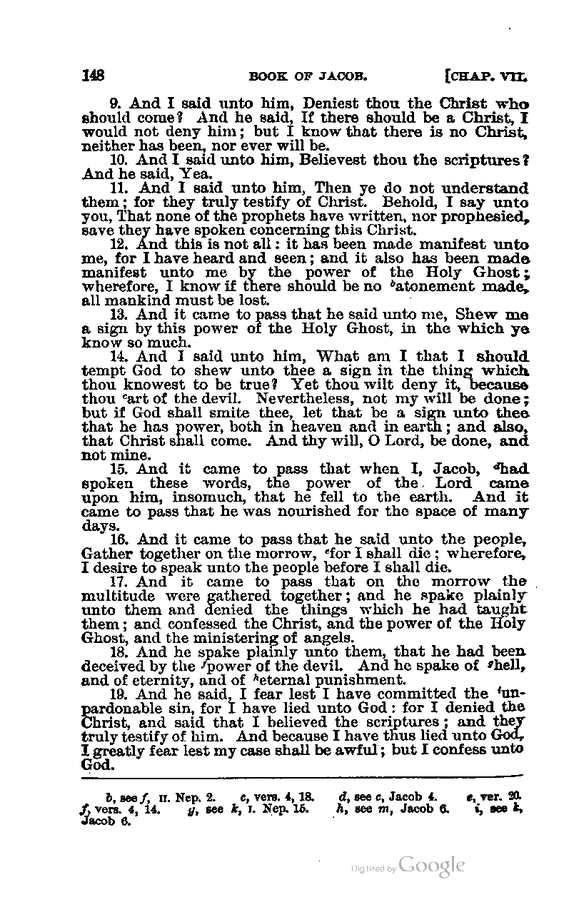 148 BOOK OF JACOB. [CHAP. VII.
9. And I said unto him, Deniest thou the Christ who
should come? And he said, If there should be a Christ, I
would not deny him; but I know that there is no Christ,
neither has been, nor ever will be.
10. And I said unto him, Believest thou the scriptures?
And he said, Yea.
11. And I said unto him, Then ye do not understand
them; for they truly testify of Christ. Behold, I say unto
you, That none of the prophets have written, nor prophesied,
save they have spoken concerning this Christ.
12. And this is not all: it has been made manifest unto
me, for I have heard and seen; and it also has been made
manifest unto me by the power of the Holy Ghost;
wherefore, I know if there should be no ᵇatonement made,
all mankind must be lost.
13. And it came to pass that he said unto me, Shew me
a sign by this power of the Holy Ghost, in the which ye
know so much.
14. And I said unto him, What am I that I should
tempt God to shew unto thee a sign in the thing which
thou knowest to be true? Yet thou wilt deny it, because
thou ᶜart of the devil. Nevertheless, not my will be done;
but if God shall smite thee, let that be a sign unto thee
that he has power, both in heaven and in earth; and also,
that Christ shall come. And thy will, O Lord, be done, and
not mine.
15. And it came to pass that when I, Jacob, ᵈhad
spoken these words, the power of the Lord came
upon him, insomuch, that he fell to the earth. And it
came to pass that he was nourished for the space of many
days.
16. And it came to pass that he said unto the people,
Gather together on the morrow, ᵉfor I shall die; wherefore,
I desire to speak unto the people before I shall die.
17. And it came to pass that on the morrow the
multitude were gathered together; and he spake plainly
unto them and denied the things which he had taught
them; and confessed the Christ, and the power of the Holy
Ghost, and the ministering of angels.
18. And he spake plainly unto them, that he had been
deceived by the ᶠpower of the devil. And he spake of ᵍhell,
and of eternity, and of ʰeternal punishment.
19. And he said, I fear lest I have committed the ⁱun-
pardonable sin, for I have lied unto God: for I denied the
Christ, and said that I believed the scriptures; and they
truly testify of him. And because I have thus lied unto God,
I greatly fear lest my case shall be awful; but I confess unto
God.
b, see f, II. Nep. 2. c, vers. 4, 18. d, see c, Jacob 4. e, ver. 20.
f, vers. 4, 14. g, see k, I. Nep. 15. h, see m, Jacob 6. i, see k,
Jacob 6.
Digitized by Google